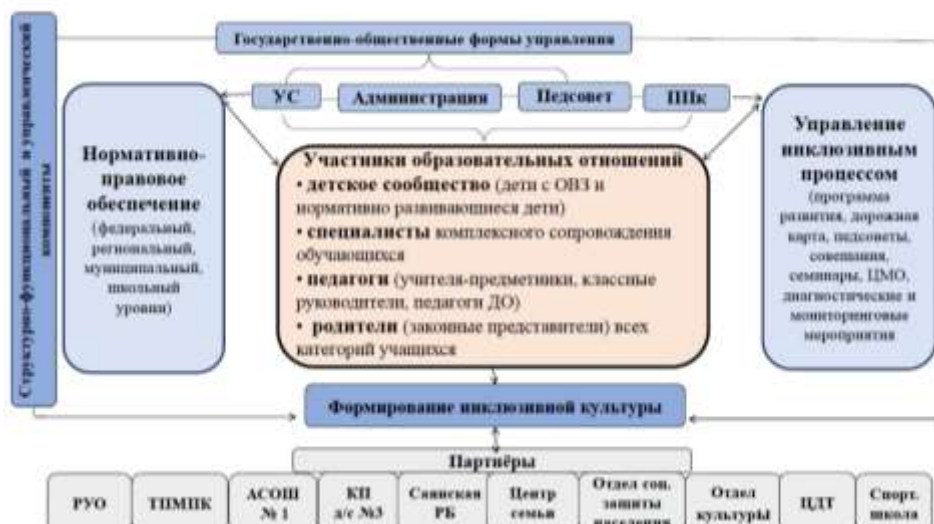 Структурно-функциональный и управленческий
компоненты
Государственно-общественные формы управления
УС
Администрация
Педсовет
ППк
Нормативно-
правовое
обеспечение
(федеральный,
региональный,
муниципальный,
школьный
уровни)
Участники образовательных отношений
• детское сообщество (дети с ОВЗ и
нормативно развивающиеся дети)
• специалисты комплексного сопровождения
обучающихся
• педагоги (учителя-предметники, классные
руководители, педагоги ДО)
• родители (законные представители) всех
категорий учащихся
Управление
инклюзивным
процессом
(программа
развития, дорожная
карта, педсоветы,
совещания,
семинары, ЦМО,
диагностические и
мониторинговые
мероприятия
Формирование инклюзивной культуры
Партнёры
РУО
ТПМПК
АСОШ
№ 1
КП
д/с №3
Саянская
РБ
Центр
семьи
Отдел соц.
защиты
населения
Отдел
культуры
ЦДТ
Спорт.
школа